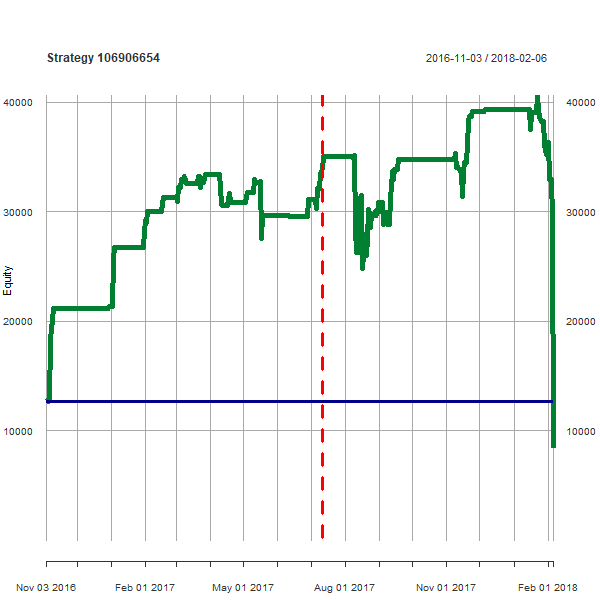 Strategy 106906654
2016-11-03 / 2018-02-06
40000
40000
30000
30000
Equity
20000
20000
10000
10000
Nov 03 2016
Feb 01 2017
May 01 2017
Aug 01 2017
Nov 01 2017
Feb 01 2018